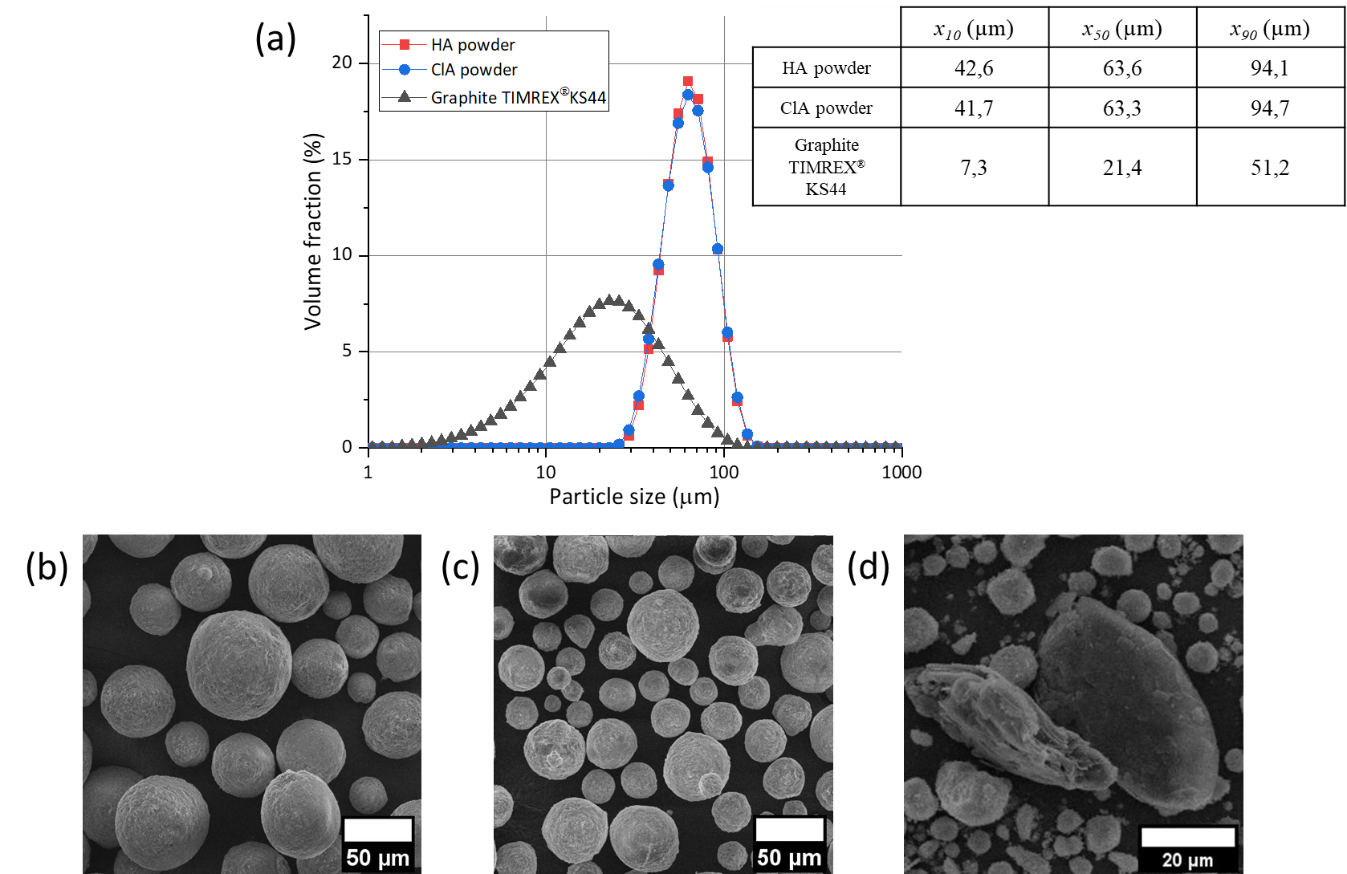 (a)
HA powder
ClA powder
Graphite TIMREX®KS44
Volume fraction (%)
20
15
10
5
0
1
10
100
1000
Particle size (μm)
x10 (μm) x50 (μm) x90 (μm)
HA powder 42,6 63,6 94,1
ClA powder 41,7 63,3 94,7
Graphite
TIMREX®
KS44
7,3 21,4 51,2
(b)
50 μm
(c)
50 μm
(d)
20 μm